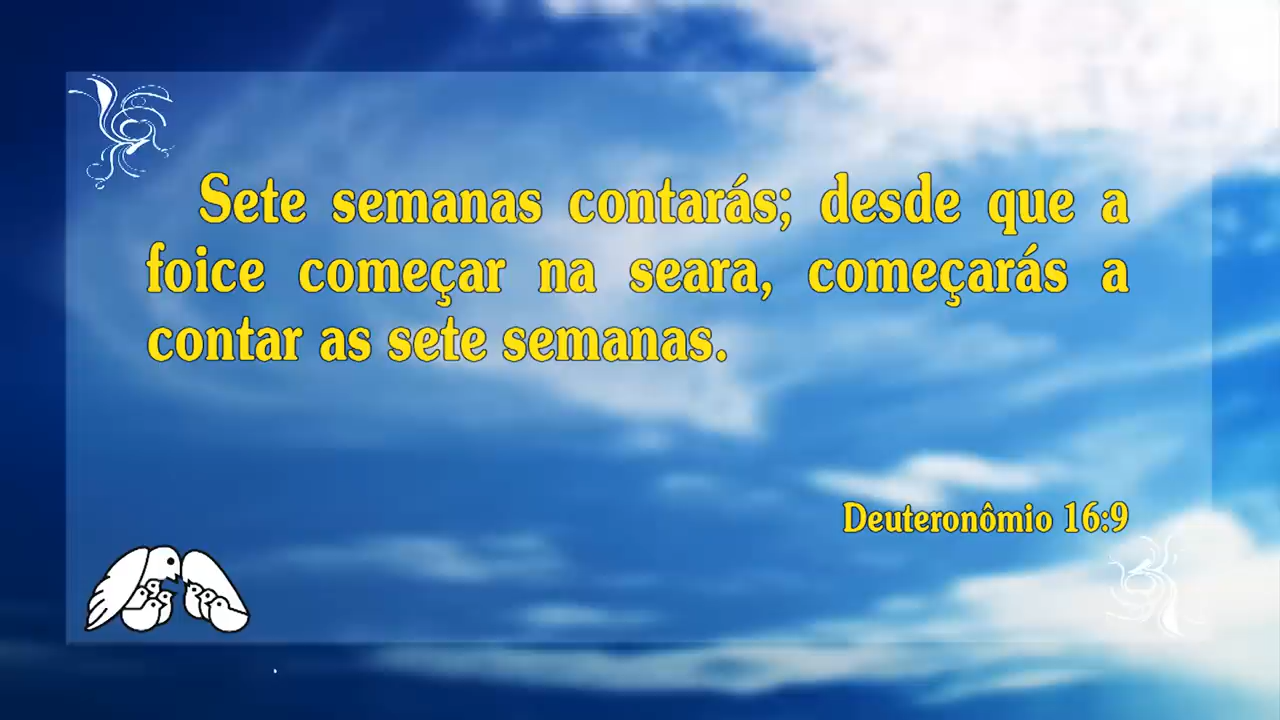 Sete semanas contarás; desde que a
foice começar na seara, começarás a
contar as sete semanas.
Deuteronômio 16:9